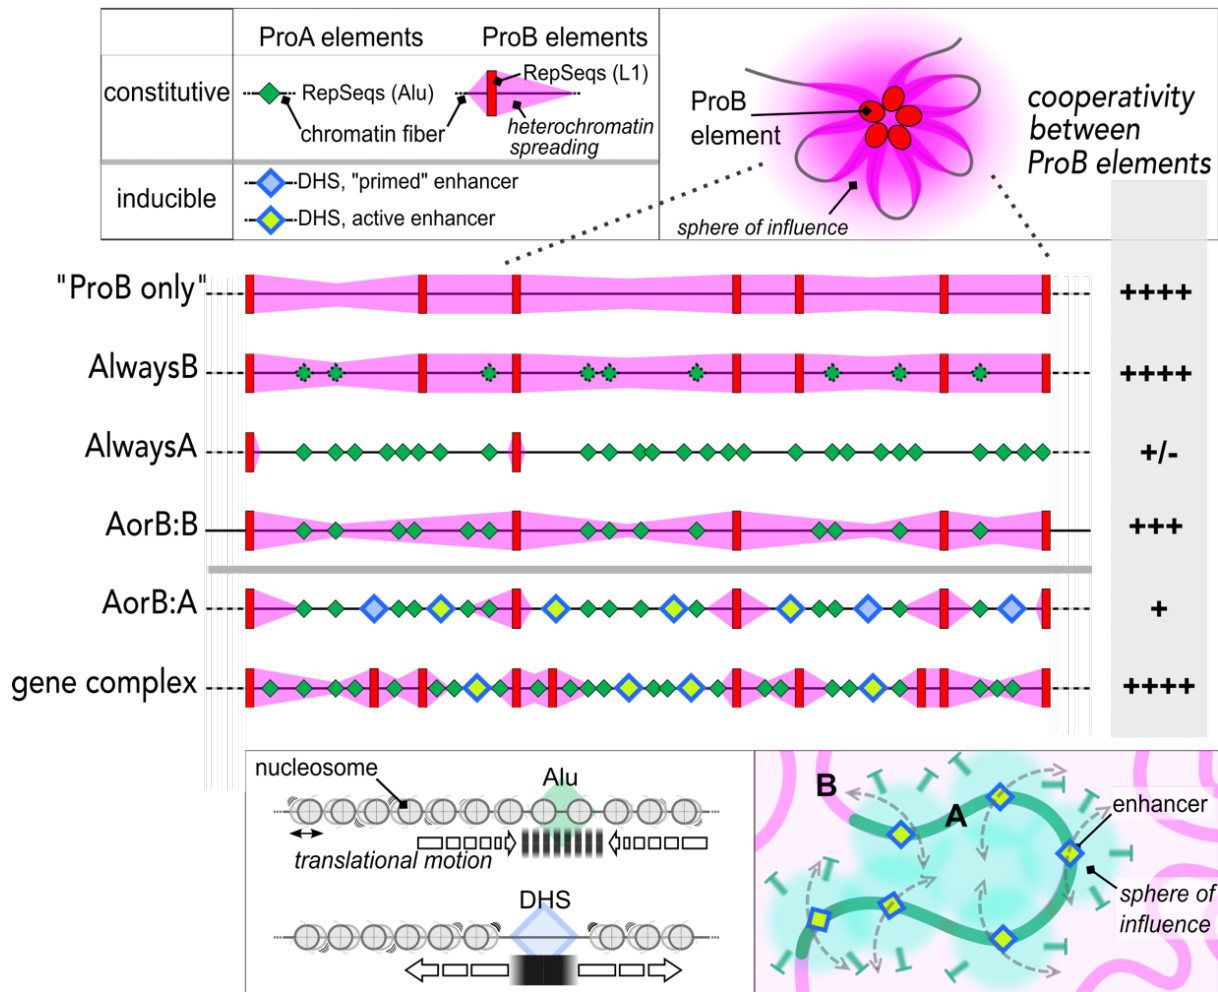 ProA elements
ProB elements
constitutive
RepSeqs (Alu)
RepSeqs (L1)
chromatin fiber
heterochromatin
spreading
inducible
DHS, "primed" enhancer
DHS, active enhancer
ProB
element
sphere of influence
cooperativity
between
ProB elements
"ProB only"
++++
AlwaysB
++++
AlwaysA
+/-
AorB:B
+++
AorB:A
+
gene complex
++++
nucleosome
Alu
translational motion
DHS
B
A
enhancer
sphere of
influence